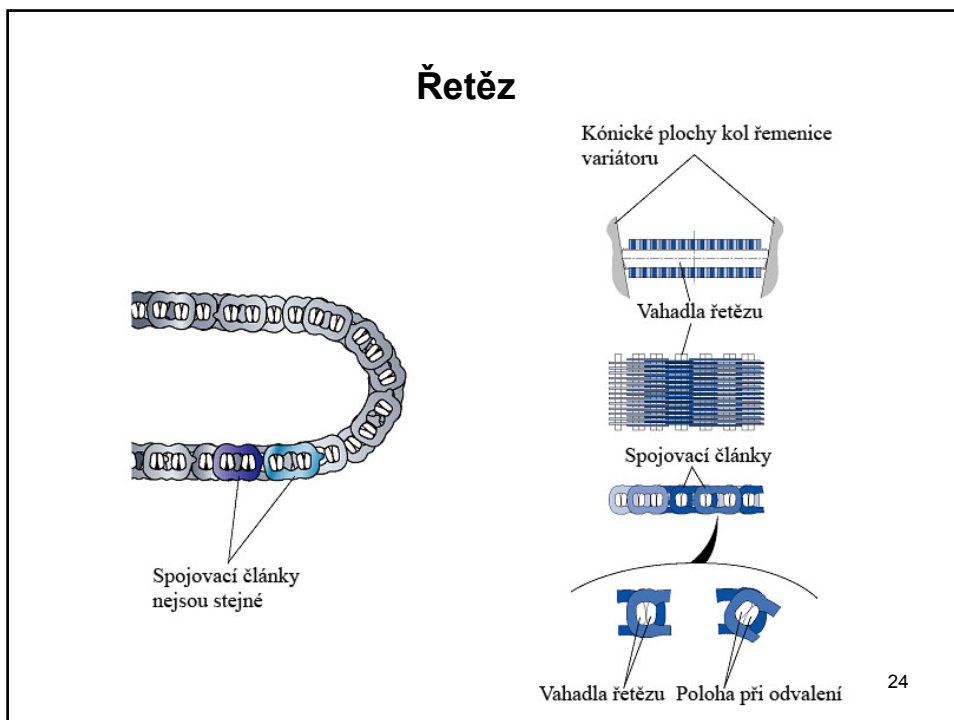 Řetěz
Kónické plochy kol řemenice
variátoru
Vahadla řetězu
Spojovací články
Spojovací články
nejsou stejné
Vahadla řetězu
Poloha při odvalení
24